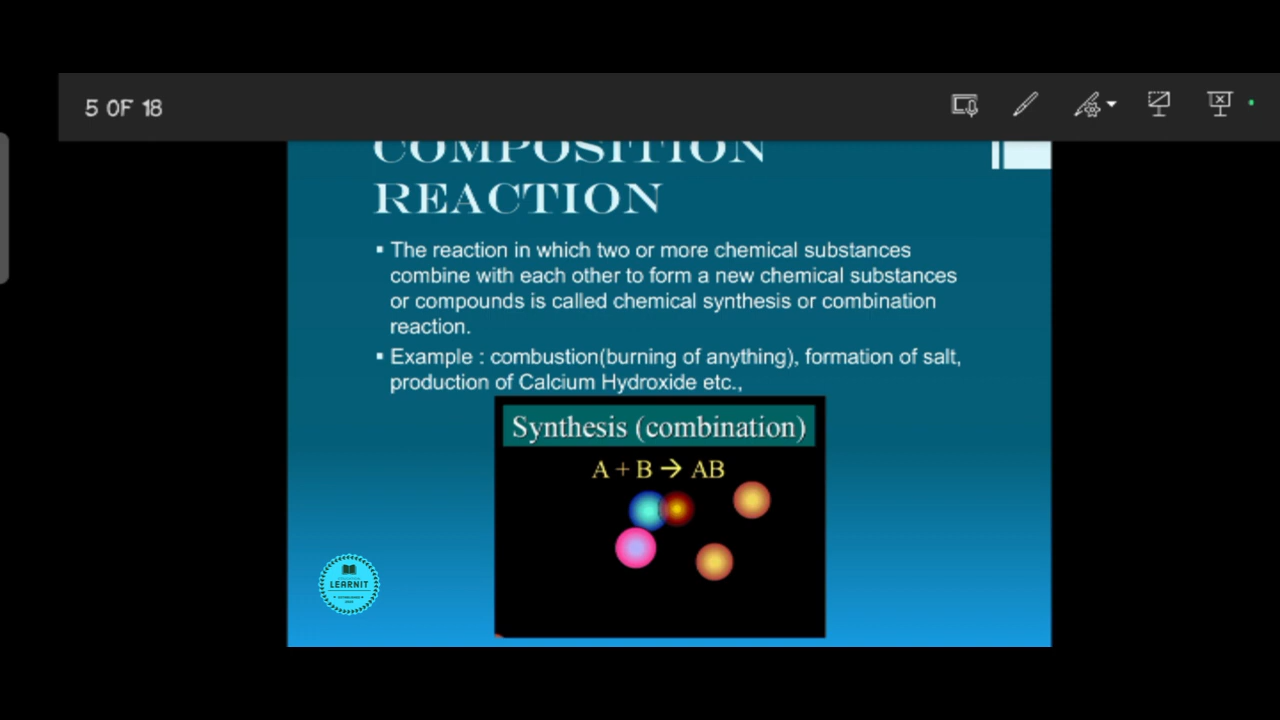 5 OF 18
COMPOSITION
REACTION
▪ The reaction in which two or more chemical substances
combine with each other to form a new chemical substances
or compounds is called chemical synthesis or combination
reaction.
▪ Example : combustion(burning of anything), formation of salt,
production of Calcium Hydroxide etc.,
Synthesis (combination)
A + B → AB
LEARNIT